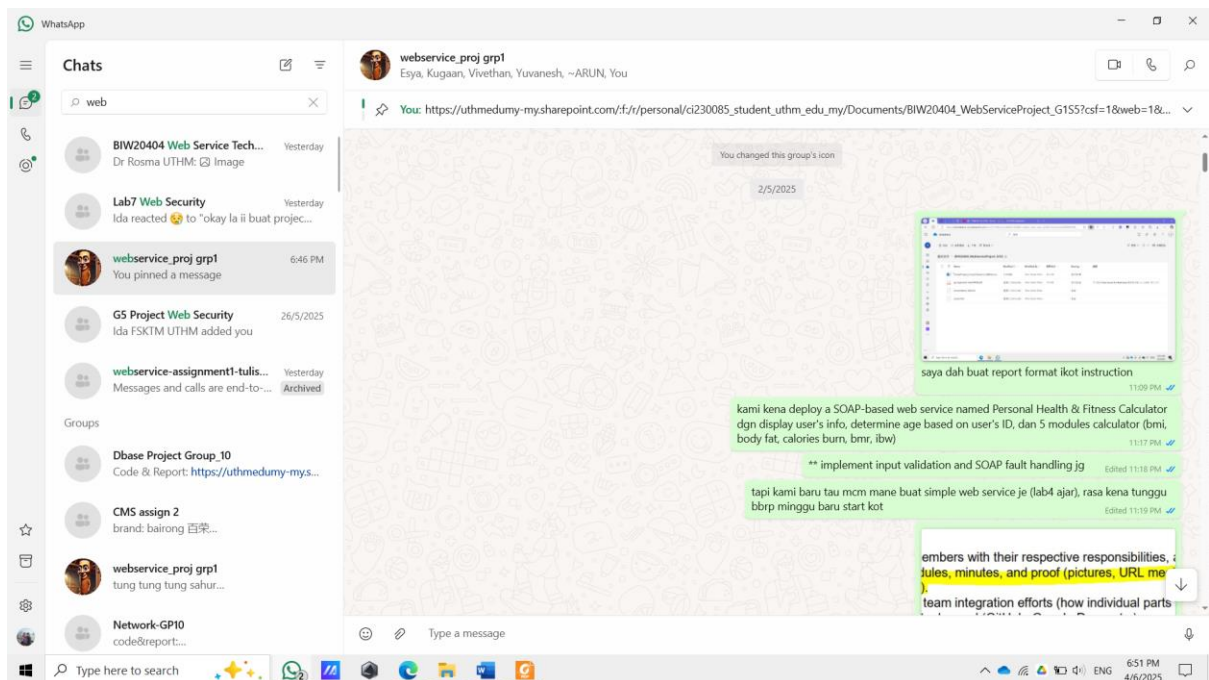 WhatsApp
Chats
web
BIW20404 Web Service Tech...
Yesterday
Dr Rosma UTHM: Image
Lab7 Web Security
Yesterday
Ida reacted 😢 to "okay la ii buat projec...
webservice_proj grp1
6:46 PM
You pinned a message
G5 Project Web Security
26/5/2025
Ida FSKTM UTHM added you
webservice-assignment1-tulis...
Yesterday
Messages and calls are end-to-...
Archived
Groups
Dbase Project Group_10
Code & Report: https://uthmedumy-my.s...
CMS assign 2
brand: bairong 百荣...
webservice_proj grp1
tung tung tung sahur...
Network-GP10
code&report:...
2
webservice_proj grp1
Esya, Kugaan, Vivethan, Yuvanesh, ~ARUN, You
You: https://uthmedumy-my.sharepoint.com/:f:/r/personal/ci230085_student_uthm_edu_my/Documents/BIW20404_WebServiceProject_G1S5?csf=1&web=1&...
You changed this group's icon
2/5/2025
saya dah buat report format ikot instruction
11:09 PM
kami kena deploy a SOAP-based web service named Personal Health & Fitness Calculator
dgn display user's info, determine age based on user's ID, dan 5 modules calculator (bmi,
body fat, calories burn, bmr, ibw)
11:17 PM
** implement input validation and SOAP fault handling jg
Edited 11:18 PM
tapi kami baru tau mcm mane buat simple web service je (lab4 ajar), rasa kena tunggu
bbrp minggu baru start kot
Edited 11:19 PM
embers with their respective responsibilities,
dules, minutes, and proof (pictures, URL me
).
team integration efforts (how individual parts
Type a message
Type here to search
2
ENG
6:51 PM
4/6/2025